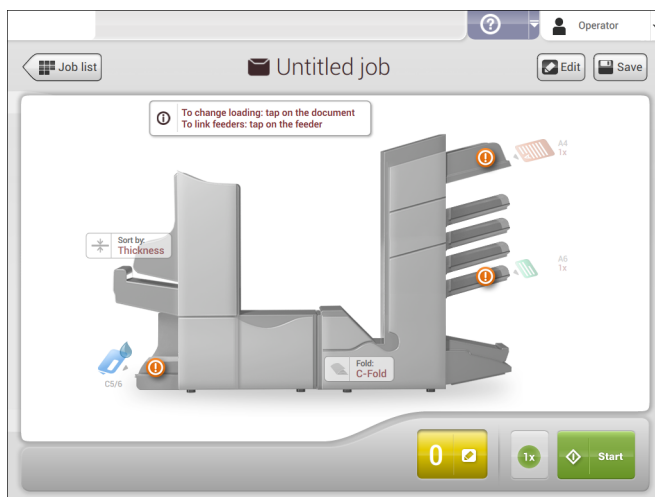 ?
Operator
Job list
Untitled job
Edit
Save
To change loading: tap on the document
To link feeders: tap on the feeder
A4
1x
Sort by:
Thickness
A6
1x
Fold:
C-Fold
C5/6
0
1x
Start